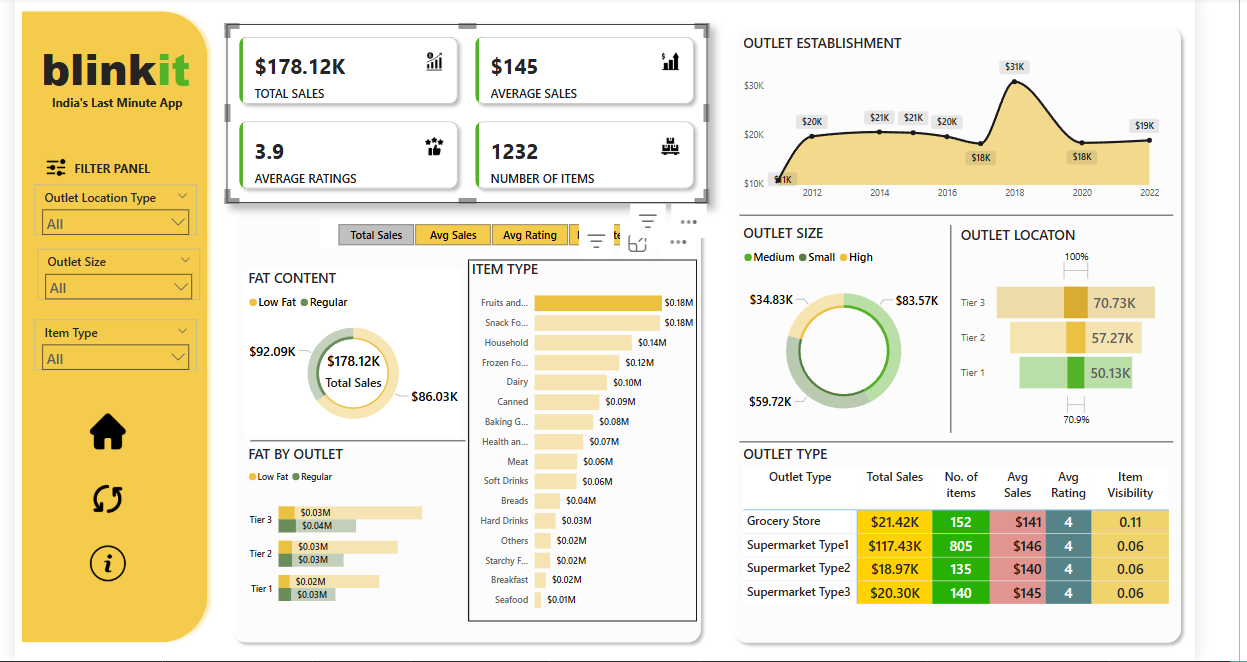 blinkit
India's Last Minute App
FILTER PANEL
Outlet Location Type
All
Outlet Size
All
Item Type
All
$178.12K
TOTAL SALES
$145
AVERAGE SALES
3.9
AVERAGE RATINGS
1232
NUMBER OF ITEMS
Total Sales Avg Sales Avg Rating
FAT CONTENT
Low Fat Regular
$92.09K
$178.12K
Total Sales
$86.03K
FAT BY OUTLET
Low Fat Regular
Tier 3 $0.03M
$0.04M
Tier 2 $0.03M
$0.03M
Tier 1 $0.02M
$0.03M
ITEM TYPE
Fruits and... $0.18M
Snack Fo... $0.18M
Household $0.14M
Frozen Fo... $0.12M
Dairy $0.10M
Canned $0.09M
Baking G... $0.08M
Health an... $0.07M
Meat $0.06M
Soft Drinks $0.06M
Breads $0.04M
Hard Drinks $0.03M
Others $0.02M
Starchy F... $0.02M
Breakfast $0.02M
Seafood $0.01M
OUTLET ESTABLISHMENT
$30K
$20K
$10K
$20K $21K $21K $20K $18K $31K $18K $19K
2012 2014 2016 2018 2020 2022
OUTLET SIZE
Medium Small High
$34.83K
$83.57K
$59.72K
OUTLET LOCATON
100%
Tier 3 70.73K
Tier 2 57.27K
Tier 1 50.13K
70.9%
OUTLET TYPE
Outlet Type Total Sales No. of items Avg Sales Avg Rating Item Visibility
Grocery Store $21.42K 152 $141 4 0.11
Supermarket Type1 $117.43K 805 $146 4 0.06
Supermarket Type2 $18.97K 135 $140 4 0.06
Supermarket Type3 $20.30K 140 $145 4 0.06